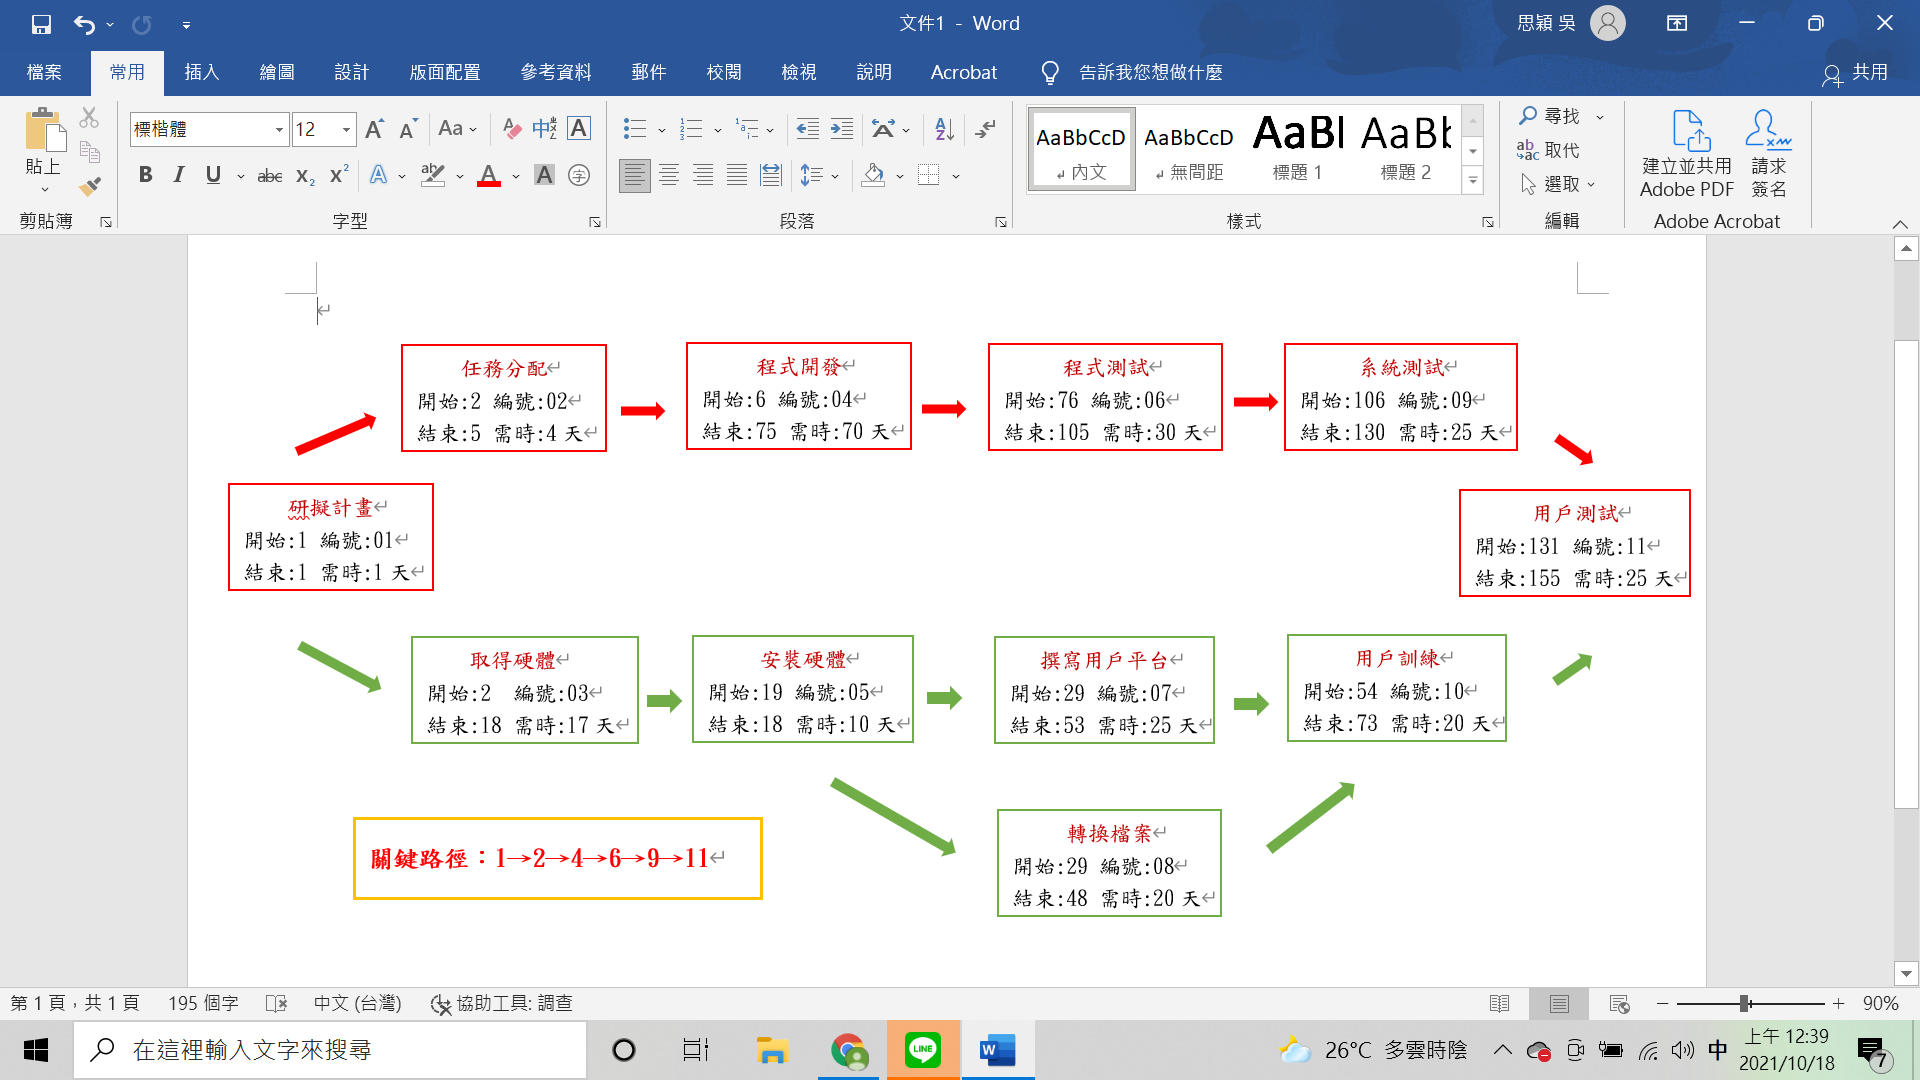 文件1 - Word
思穎 吳
檔案 常用 插入 繪圖 設計 版面配置 參考資料 郵件 校閱 檢視 說明 Acrobat 告訴我您想做什麼 共用
貼上
剪貼簿
標楷體 12
字型
段落
AaBbCcD 內文
AaBbCcD 無間距
AaBl 標題 1
AaBb 標題 2
樣式
尋找
取代
選取
編輯
建立並共用 Adobe PDF
請求 簽名
Adobe Acrobat
任務分配
開始:2 編號:02
結束:5 需時:4 天
程式開發
開始:6 編號:04
結束:75 需時:70 天
程式測試
開始:76 編號:06
結束:105 需時:30 天
系統測試
開始:106 編號:09
結束:130 需時:25 天
研擬計畫
開始:1 編號:01
結束:1 需時:1 天
用戶測試
開始:131 編號:11
結束:155 需時:25 天
取得硬體
開始:2 編號:03
結束:18 需時:17 天
安裝硬體
開始:19 編號:05
結束:18 需時:10 天
撰寫用戶平台
開始:29 編號:07
結束:53 需時:25 天
用戶訓練
開始:54 編號:10
結束:73 需時:20 天
轉換檔案
開始:29 編號:08
結束:48 需時:20 天
關鍵路徑：1→2→4→6→9→11
第 1 頁，共 1 頁 195 個字 中文 (台灣) 協助工具: 調查 90%
在這裡輸入文字來搜尋
LINE
26°C 多雲時陰
中
上午 12:39
2021/10/18
7